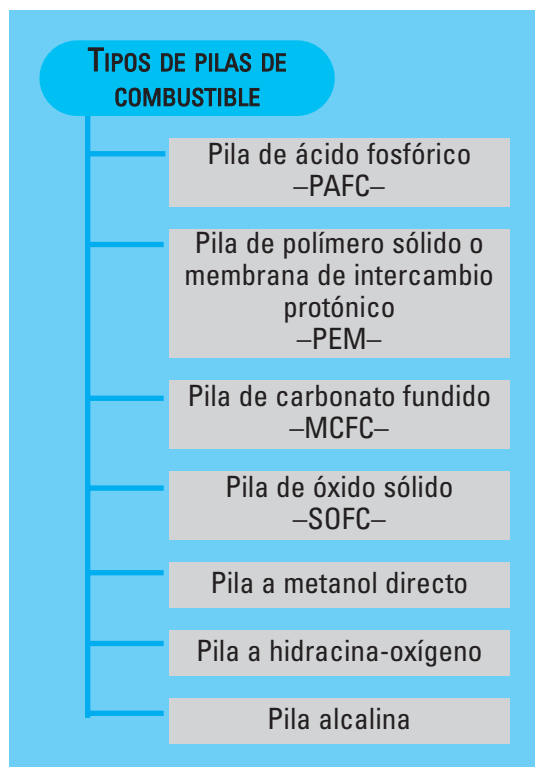 TIPOS DE PILAS DE
COMBUSTIBLE
Pila de ácido fosfórico
–PAFC–
Pila de polímero sólido o
membrana de intercambio
protónico
–PEM–
Pila de carbonato fundido
–MCFC–
Pila de óxido sólido
–SOFC–
Pila a metanol directo
Pila a hidracina-oxígeno
Pila alcalina